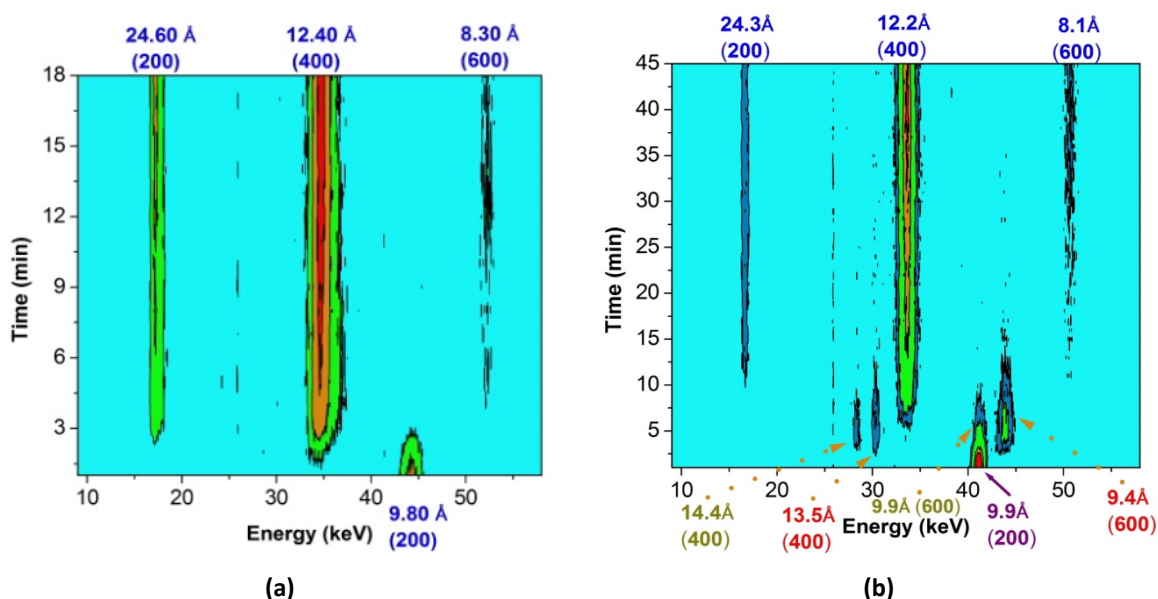 24.60 Å
(200)
12.40 Å
(400)
8.30 Å
(600)
18
15
12
9
6
3
Time (min)
10
20
30
40
50
Energy (keV)
9.80 Å
(200)
(a)
24.3Å
(200)
12.2Å
(400)
8.1Å
(600)
45
40
35
30
25
20
15
10
5
Time (min)
10
20
30
40
50
14.4Å
(400)
13.5Å
(400)
9.9Å (600)
Energy (keV)
9.9Å
(200)
9.4Å
(600)
(b)